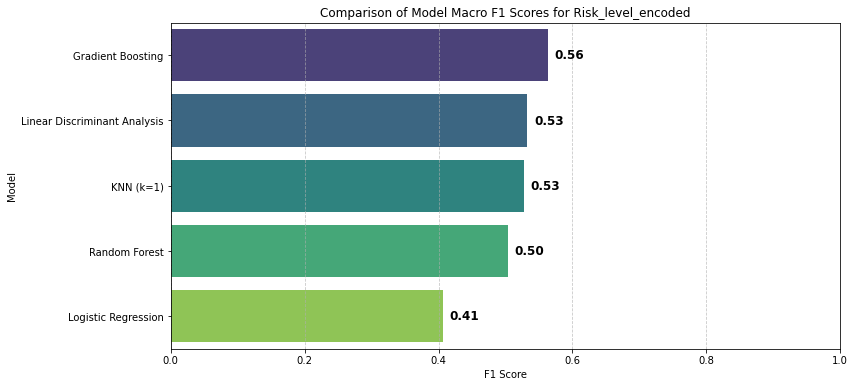 Comparison of Model Macro F1 Scores for Risk_level_encoded
Gradient Boosting
0.56
Linear Discriminant Analysis
0.53
KNN (k=1)
0.53
Random Forest
0.50
Logistic Regression
0.41
Model
0.0 0.2 0.4 0.6 0.8 1.0
F1 Score